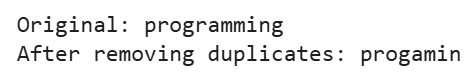 Original: programming
After removing duplicates: progamin